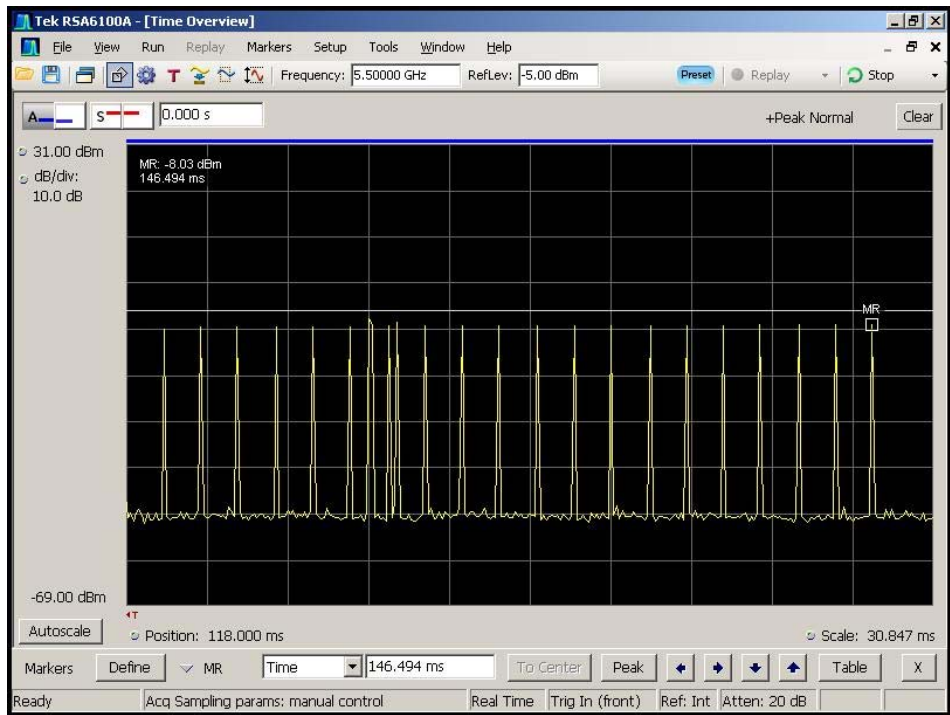 Tek RSA6100A - [Time Overview]
File View Run Replay Markers Setup Tools Window Help
T Frequency: 5.50000 GHz RefLev: -5.00 dBm Preset Replay Stop
A S 0.000 s +Peak Normal Clear
31.00 dBm
dB/div:
10.0 dB
MR: -8.03 dBm
146.494 ms
MR
-69.00 dBm
T
Autoscale Position: 118.000 ms Scale: 30.847 ms
Markers Define MR Time 146.494 ms To Center Peak Table X
Ready Acq Sampling params: manual control Real Time Trig In (front) Ref: Int Atten: 20 dB